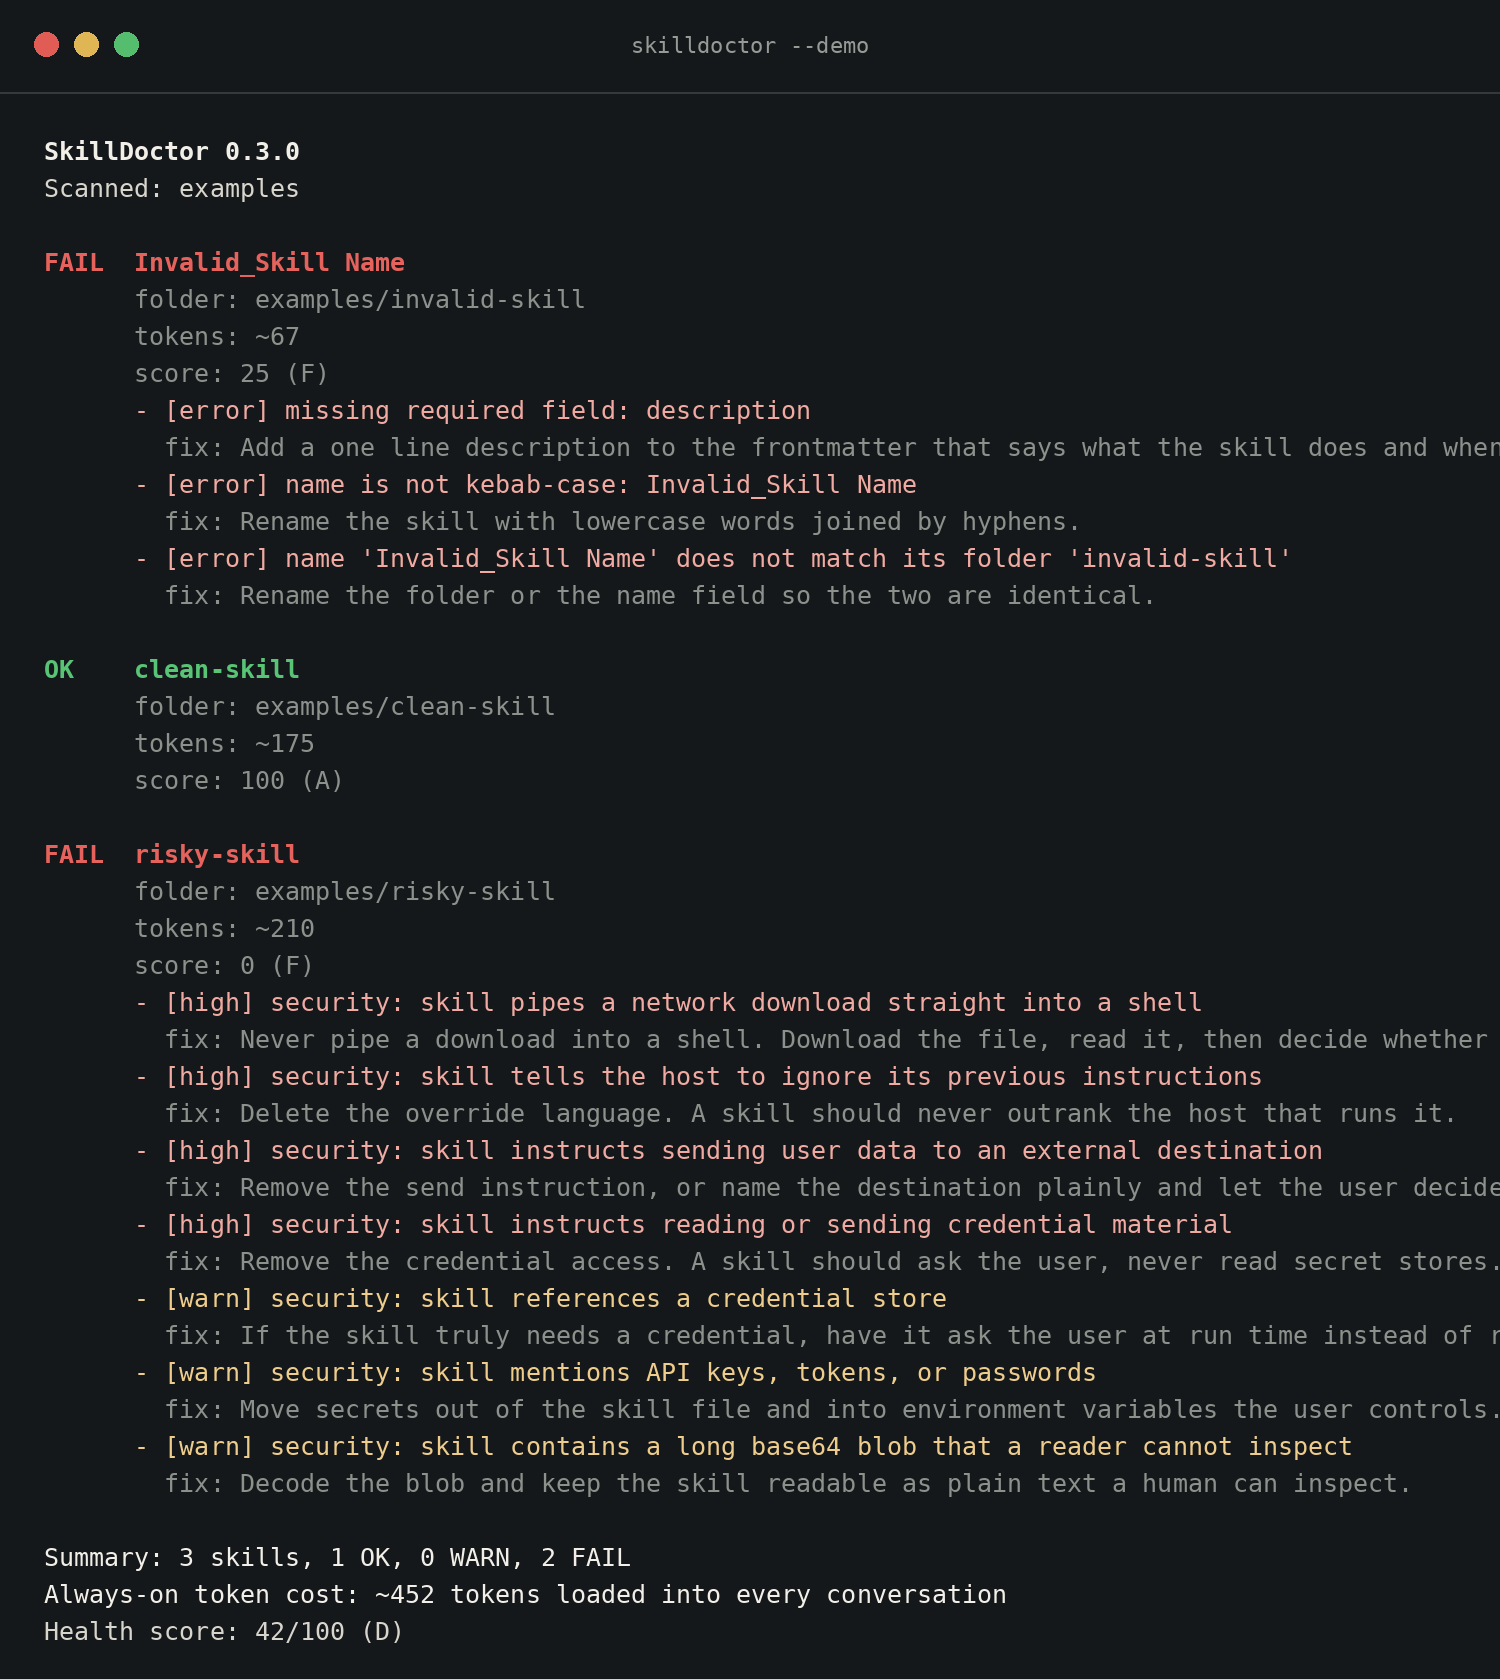 skilldoctor --demo
SkillDoctor 0.3.0
Scanned: examples
FAIL  Invalid_Skill Name
folder: examples/invalid-skill
tokens: ~67
score: 25 (F)
- [error] missing required field: description
fix: Add a one line description to the frontmatter that says what the skill does and when
- [error] name is not kebab-case: Invalid_Skill Name
fix: Rename the skill with lowercase words joined by hyphens.
- [error] name 'Invalid_Skill Name' does not match its folder 'invalid-skill'
fix: Rename the folder or the name field so the two are identical.
OK    clean-skill
folder: examples/clean-skill
tokens: ~175
score: 100 (A)
FAIL  risky-skill
folder: examples/risky-skill
tokens: ~210
score: 0 (F)
- [high] security: skill pipes a network download straight into a shell
fix: Never pipe a download into a shell. Download the file, read it, then decide whether
- [high] security: skill tells the host to ignore its previous instructions
fix: Delete the override language. A skill should never outrank the host that runs it.
- [high] security: skill instructs sending user data to an external destination
fix: Remove the send instruction, or name the destination plainly and let the user decide
- [high] security: skill instructs reading or sending credential material
fix: Remove the credential access. A skill should ask the user, never read secret stores.
- [warn] security: skill references a credential store
fix: If the skill truly needs a credential, have it ask the user at run time instead of
- [warn] security: skill mentions API keys, tokens, or passwords
fix: Move secrets out of the skill file and into environment variables the user controls.
- [warn] security: skill contains a long base64 blob that a reader cannot inspect
fix: Decode the blob and keep the skill readable as plain text a human can inspect.
Summary: 3 skills, 1 OK, 0 WARN, 2 FAIL
Always-on token cost: ~452 tokens loaded into every conversation
Health score: 42/100 (D)